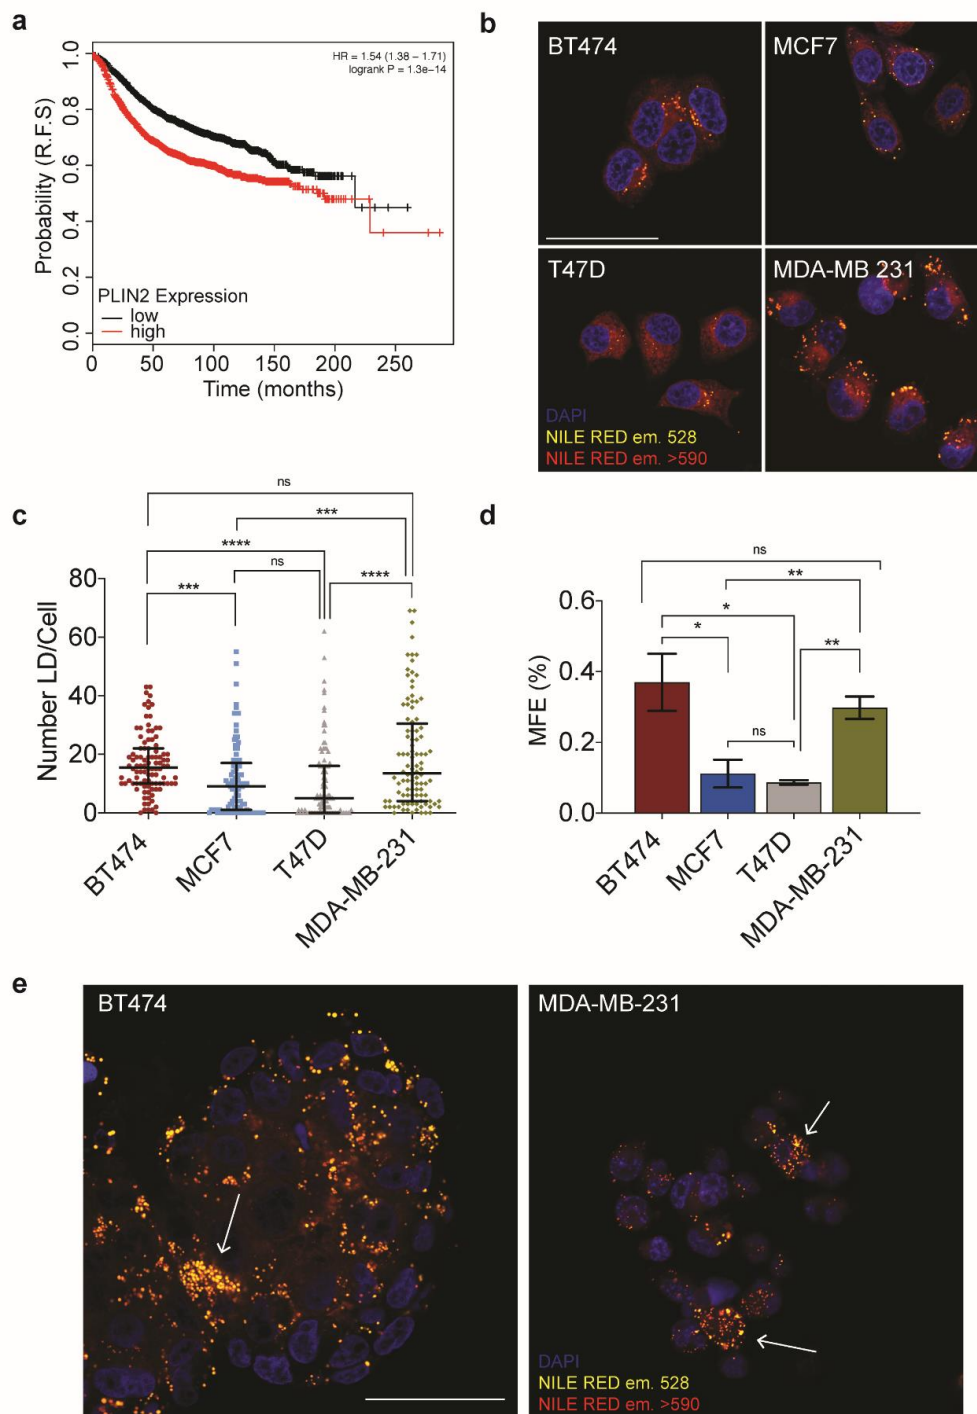 a
HR = 1.54 (1.38 – 1.71)
logrank P = 1.3e−14
Probability (R.F.S)
1.0
0.8
0.6
0.4
0.2
0.0
PLIN2 Expression
low
high
0 50 100 150 200 250
Time (months)
b
BT474
MCF7
T47D
MDA-MB 231
DAPI
NILE RED em. 528
NILE RED em. >590
c
ns
***
****
ns
***
****
Number LD/Cell
80
60
40
20
0
BT474
MCF7
T47D
MDA-MB-231
d
ns
**
*
*
**
ns
MFE (%)
0.6
0.4
0.2
0.0
BT474
MCF7
T47D
MDA-MB-231
e
BT474
MDA-MB-231
DAPI
NILE RED em. 528
NILE RED em. >590